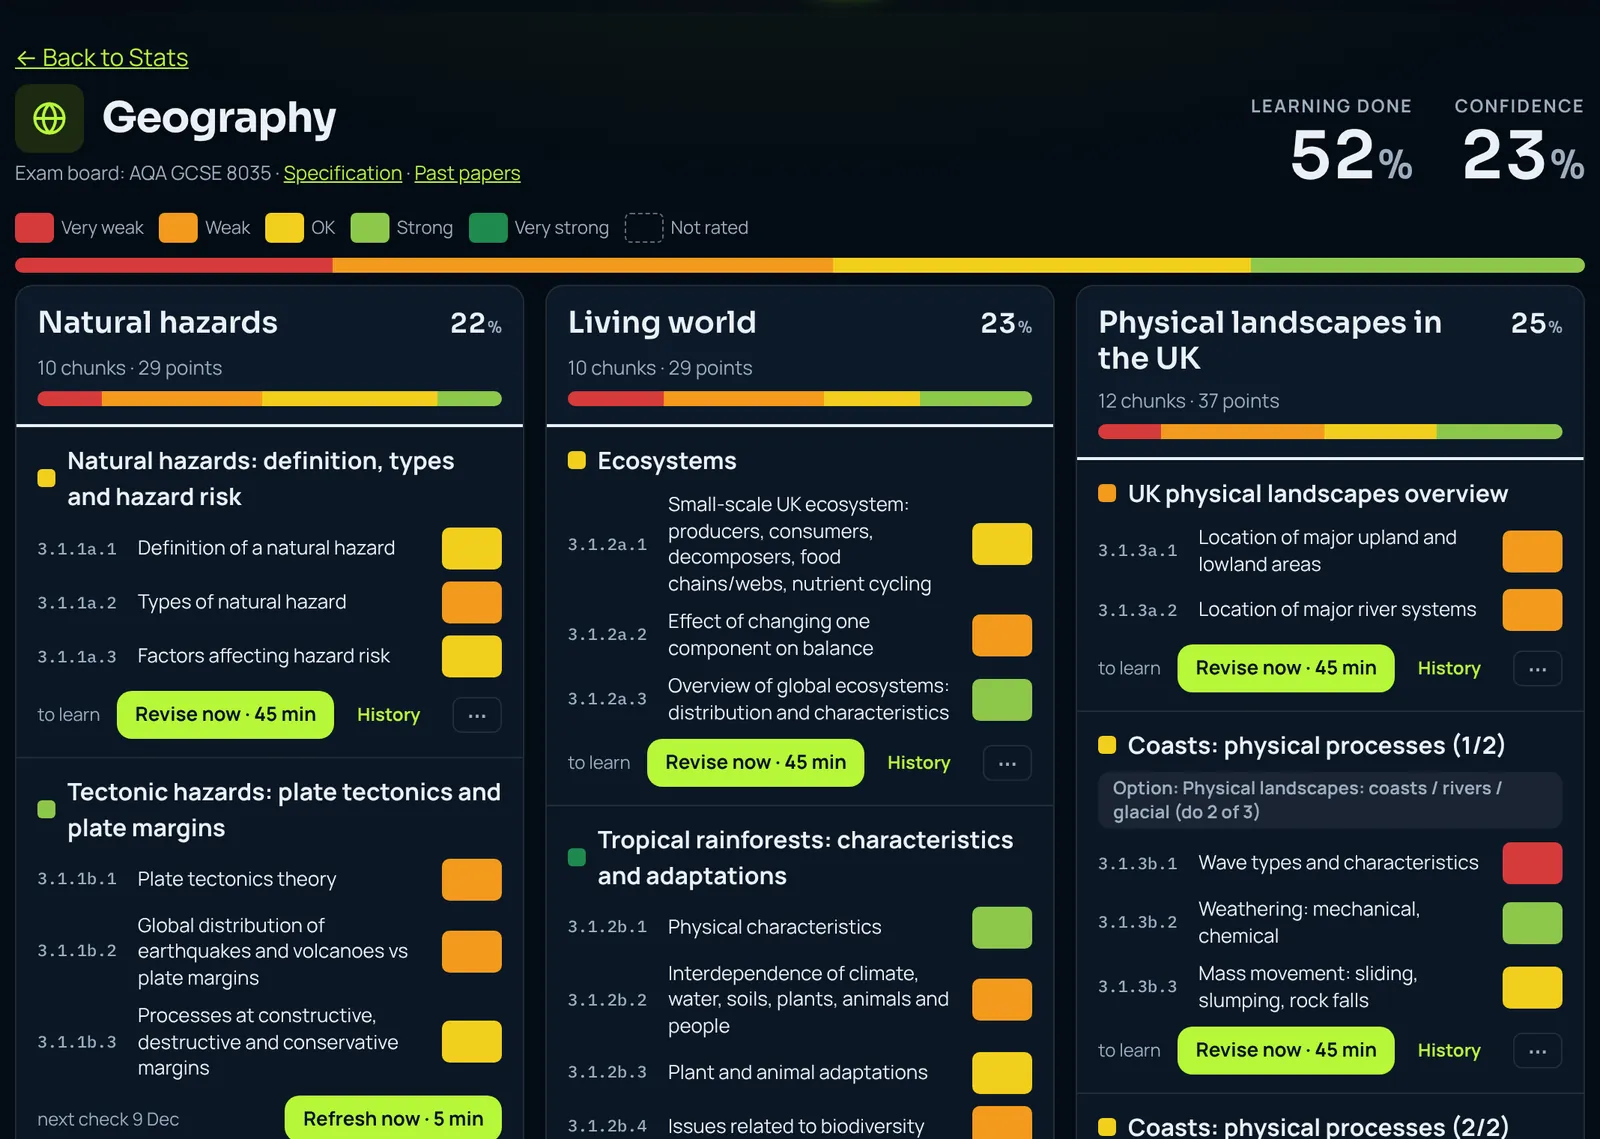 ← Back to Stats
Geography
Exam board: AQA GCSE 8035 · Specification · Past papers
LEARNING DONE
52%
CONFIDENCE
23%
Very weak
Weak
OK
Strong
Very strong
Not rated
Natural hazards
22%
10 chunks · 29 points
Natural hazards: definition, types
and hazard risk
3.1.1a.1 Definition of a natural hazard
3.1.1a.2 Types of natural hazard
3.1.1a.3 Factors affecting hazard risk
to learn Revise now · 45 min History ...
Tectonic hazards: plate tectonics and
plate margins
3.1.1b.1 Plate tectonics theory
3.1.1b.2 Global distribution of
earthquakes and volcanoes vs
plate margins
3.1.1b.3 Processes at constructive,
destructive and conservative
margins
next check 9 Dec Refresh now · 5 min
Living world
23%
10 chunks · 29 points
Ecosystems
3.1.2a.1 Small-scale UK ecosystem:
producers, consumers,
decomposers, food
chains/webs, nutrient cycling
3.1.2a.2 Effect of changing one
component on balance
3.1.2a.3 Overview of global ecosystems:
distribution and characteristics
to learn Revise now · 45 min History ...
Tropical rainforests: characteristics
and adaptations
3.1.2b.1 Physical characteristics
3.1.2b.2 Interdependence of climate,
water, soils, plants, animals and
people
3.1.2b.3 Plant and animal adaptations
3.1.2b.4 Issues related to biodiversity
Physical landscapes in
the UK
25%
12 chunks · 37 points
UK physical landscapes overview
3.1.3a.1 Location of major upland and
lowland areas
3.1.3a.2 Location of major river systems
to learn Revise now · 45 min History ...
Coasts: physical processes (1/2)
Option: Physical landscapes: coasts / rivers /
glacial (do 2 of 3)
3.1.3b.1 Wave types and characteristics
3.1.3b.2 Weathering: mechanical,
chemical
3.1.3b.3 Mass movement: sliding,
slumping, rock falls
to learn Revise now · 45 min History ...
Coasts: physical processes (2/2)